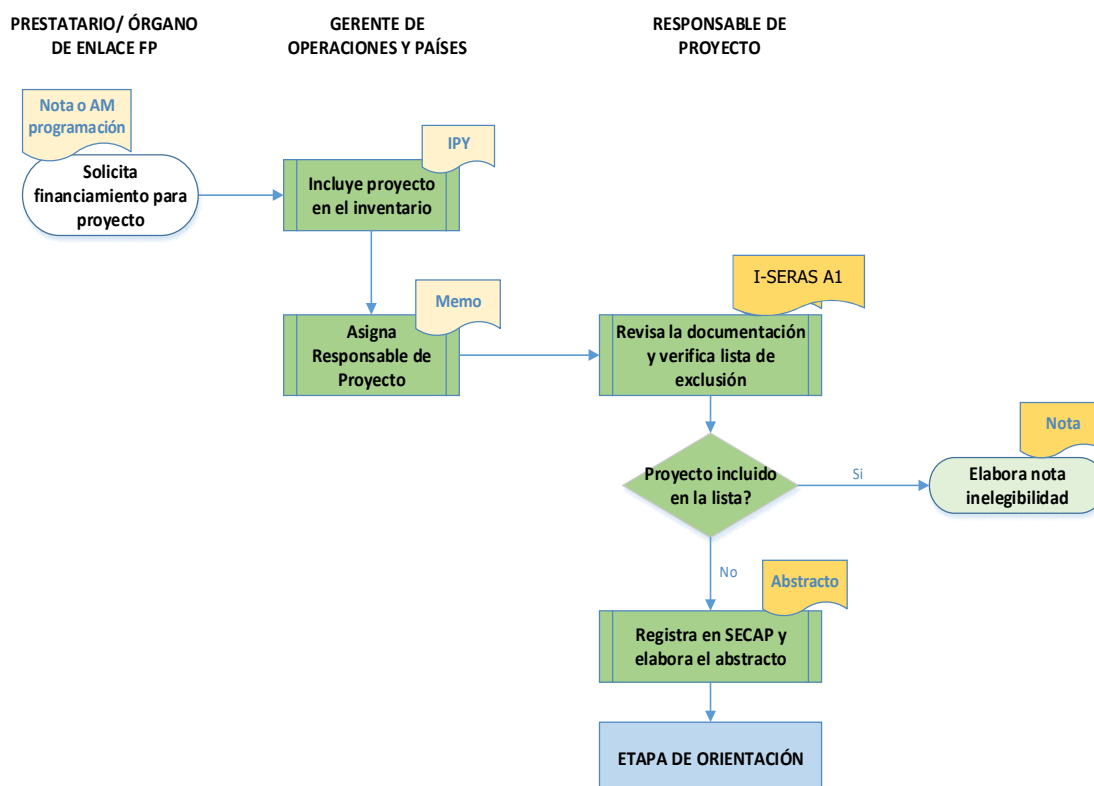 PRESTATARIO/ ÓRGANO
DE ENLACE FP
GERENTE DE
OPERACIONES Y PAÍSES
RESPONSABLE DE
PROYECTO
Nota o AM
programación
Solicita
financiamiento para
proyecto
IPY
Incluye proyecto
en el inventario
Memo
Asigna
Responsable de
Proyecto
I-SERAS A1
Revisa la documentación
y verifica lista de
exclusión
Proyecto incluido
en la lista?
Si
Nota
Elabora nota
inelegibilidad
No
Abstracto
Registra en SECAP y
elabora el abstracto
ETAPA DE ORIENTACIÓN